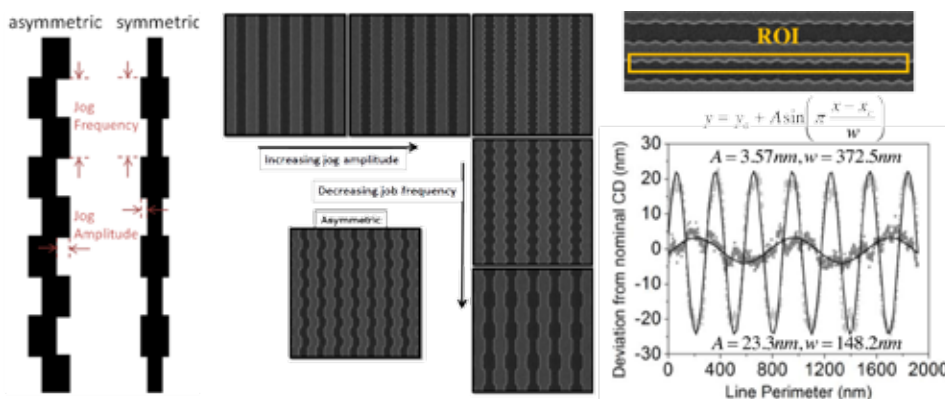 asymmetric symmetric
Jog
Frequency
Jog
Amplitude
Increasing jog amplitude
Decreasing job frequency
Asymmetric
ROI
y = y₀ + A sin(π (x − x_c)/w)
A = 3.57nm, w = 372.5nm
A = 23.3nm, w = 148.2nm
Deviation from nominal CD (nm)
30
20
10
0
-10
-20
-30
0 400 800 1200 1600 2000
Line Perimeter (nm)